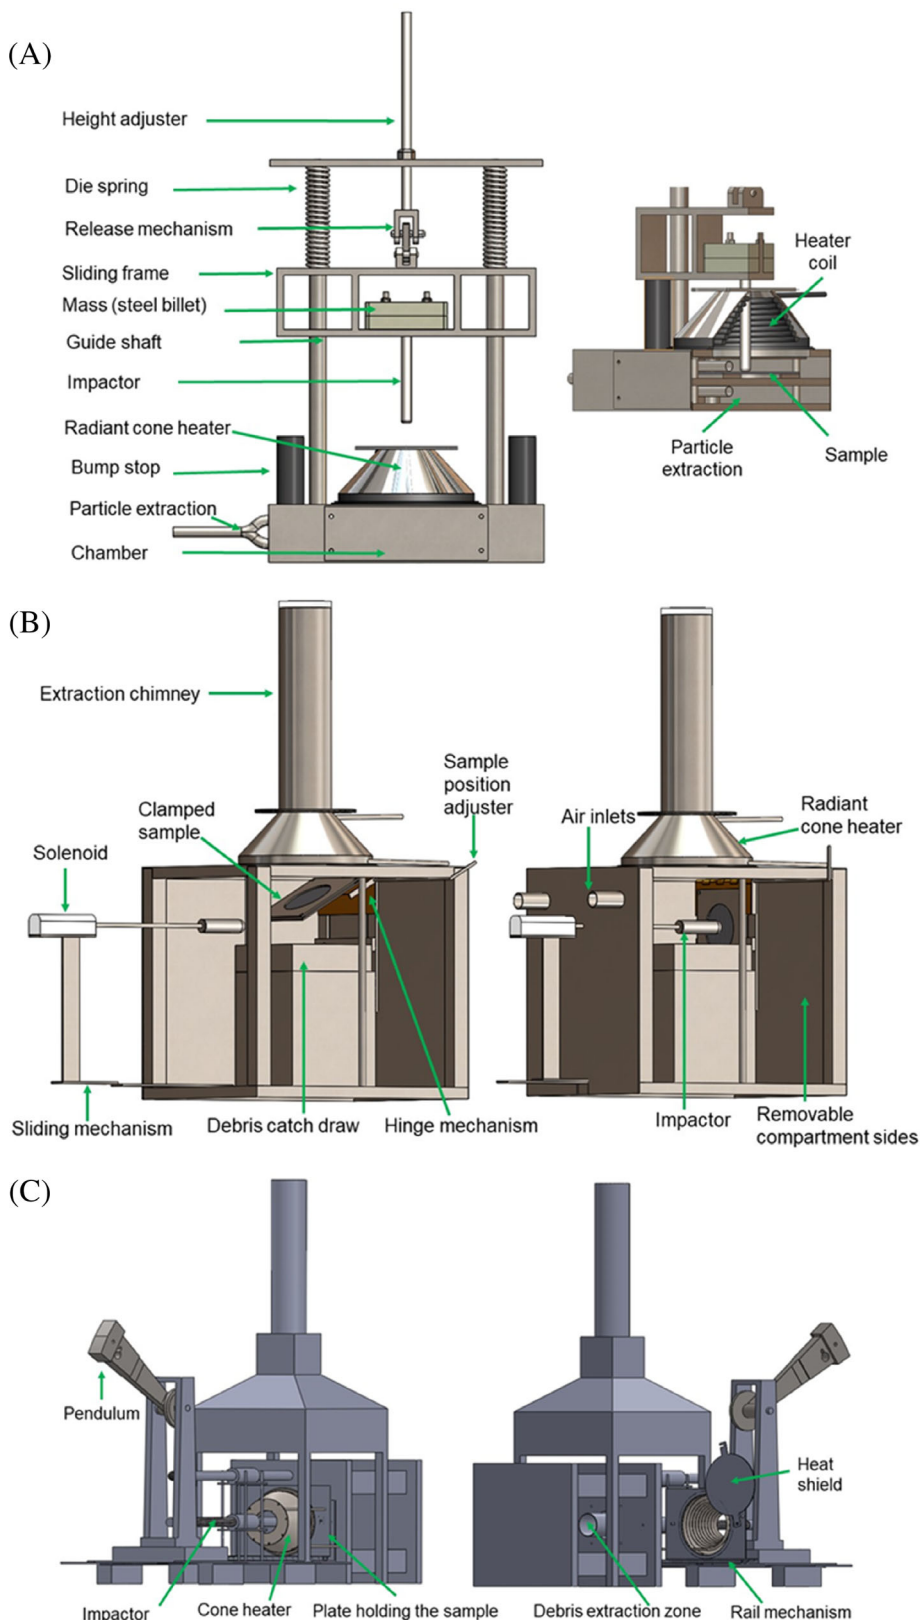 (A)
Height adjuster
Die spring
Release mechanism
Sliding frame
Mass (steel billet)
Guide shaft
Impactor
Radiant cone heater
Bump stop
Particle extraction
Chamber
Heater
coil
Particle
extraction
Sample
(B)
Extraction chimney
Clamped
sample
Sample
position
adjuster
Solenoid
Sliding mechanism
Debris catch draw
Hinge mechanism
Air inlets
Radiant
cone heater
Impactor
Removable
compartment sides
(C)
Pendulum
Impactor
Cone heater
Plate holding the sample
Heat
shield
Debris extraction zone
Rail mechanism